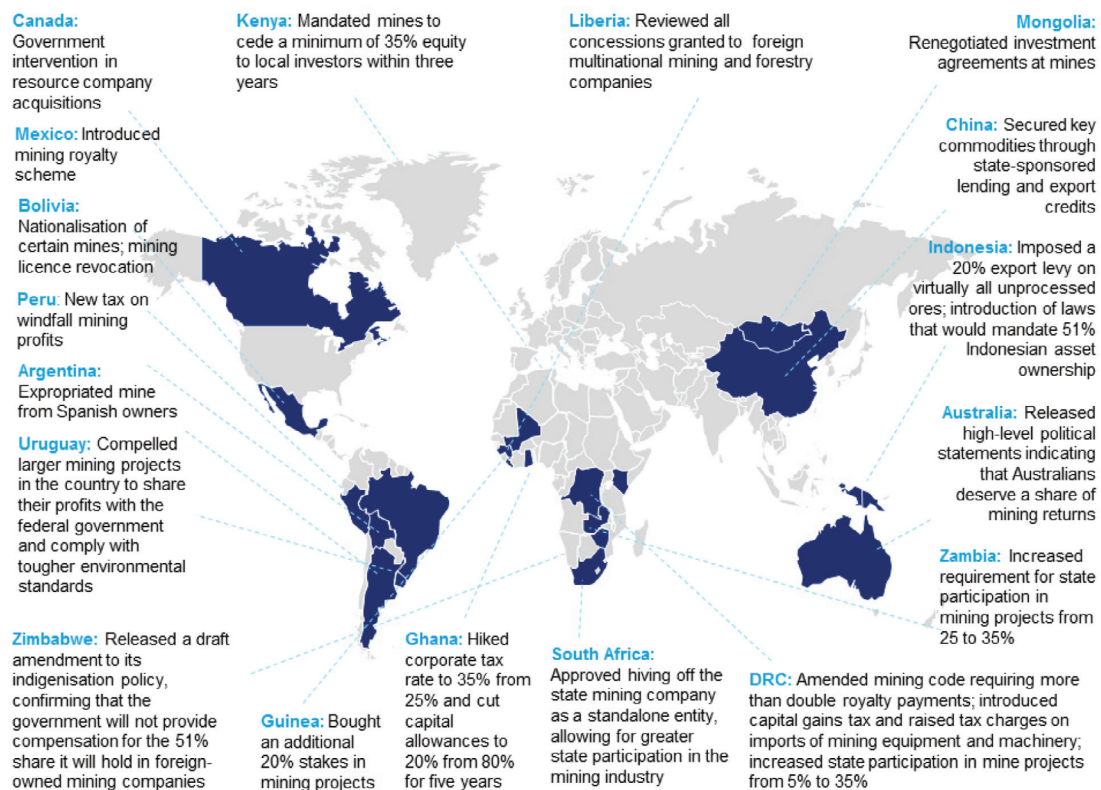 Canada:
Government
intervention in
resource company
acquisitions
Kenya: Mandated mines to
cede a minimum of 35% equity
to local investors within three
years
Liberia: Reviewed all
concessions granted to foreign
multinational mining and forestry
companies
Mongolia:
Renegotiated investment
agreements at mines
Mexico: Introduced
mining royalty
scheme
China: Secured key
commodities through
state-sponsored
lending and export
credits
Bolivia:
Nationalisation of
certain mines; mining
licence revocation
Indonesia: Imposed a
20% export levy on
virtually all unprocessed
ores; introduction of laws
that would mandate 51%
Indonesian asset
ownership
Peru: New tax on
windfall mining
profits
Argentina:
Expropriated mine
from Spanish owners
Australia: Released
high-level political
statements indicating
that Australians
deserve a share of
mining returns
Uruguay: Compelled
larger mining projects
in the country to share
their profits with the
federal government
and comply with
tougher environmental
standards
Zambia: Increased
requirement for state
participation in
mining projects from
25 to 35%
Zimbabwe: Released a draft
amendment to its
indigenisation policy,
confirming that the
government will not provide
compensation for the 51%
share it will hold in foreign-
owned mining companies
Guinea: Bought
an additional
20% stakes in
mining projects
Ghana: Hiked
corporate tax
rate to 35% from
25% and cut
capital
allowances to
20% from 80%
for five years
South Africa:
Approved hiving off the
state mining company
as a standalone entity,
allowing for greater
state participation in the
mining industry
DRC: Amended mining code requiring more
than double royalty payments; introduced
capital gains tax and raised tax charges on
imports of mining equipment and machinery;
increased state participation in mine projects
from 5% to 35%